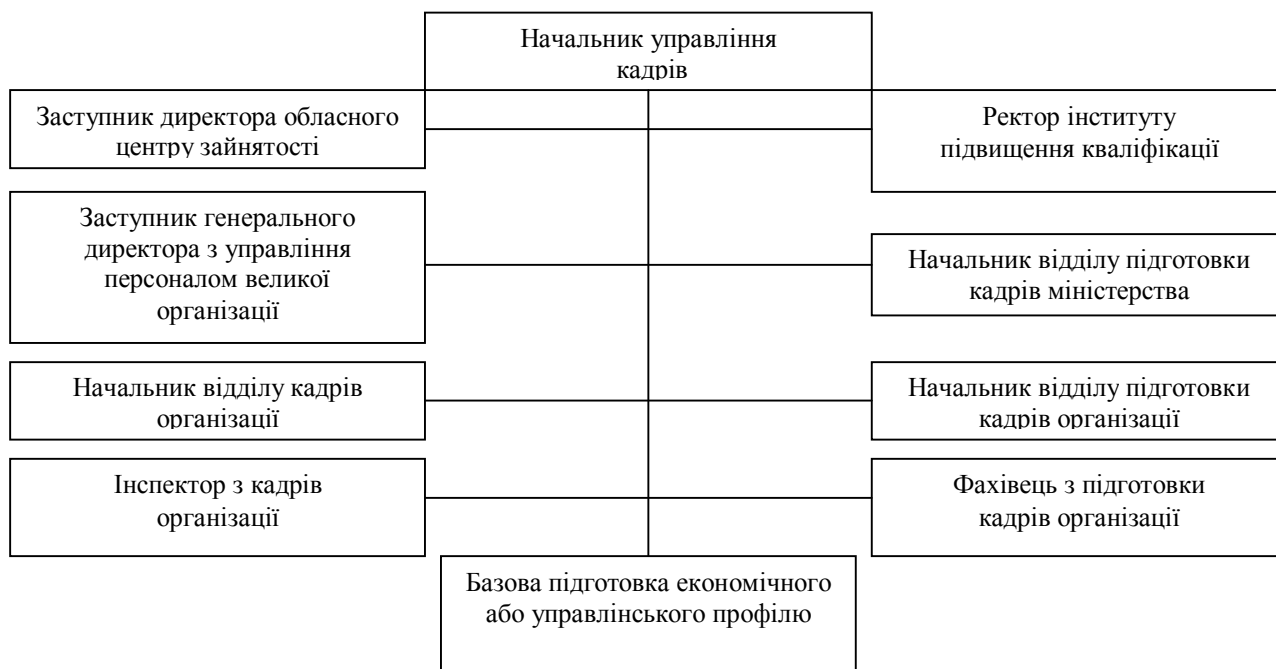 Начальник управління
кадрів
Заступник директора обласного
центру зайнятості
Ректор інституту
підвищення кваліфікації
Заступник генерального
директора з управління
персоналом великої
організації
Начальник відділу підготовки
кадрів міністерства
Начальник відділу кадрів
організації
Начальник відділу підготовки
кадрів організації
Інспектор з кадрів
організації
Фахівець з підготовки
кадрів організації
Базова підготовка економічного
або управлінського профілю